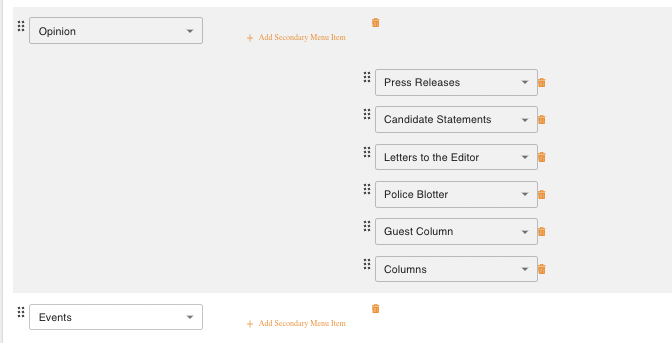 Opinion
+ Add Secondary Menu Item
Press Releases
Candidate Statements
Letters to the Editor
Police Blotter
Guest Column
Columns
Events
+ Add Secondary Menu Item